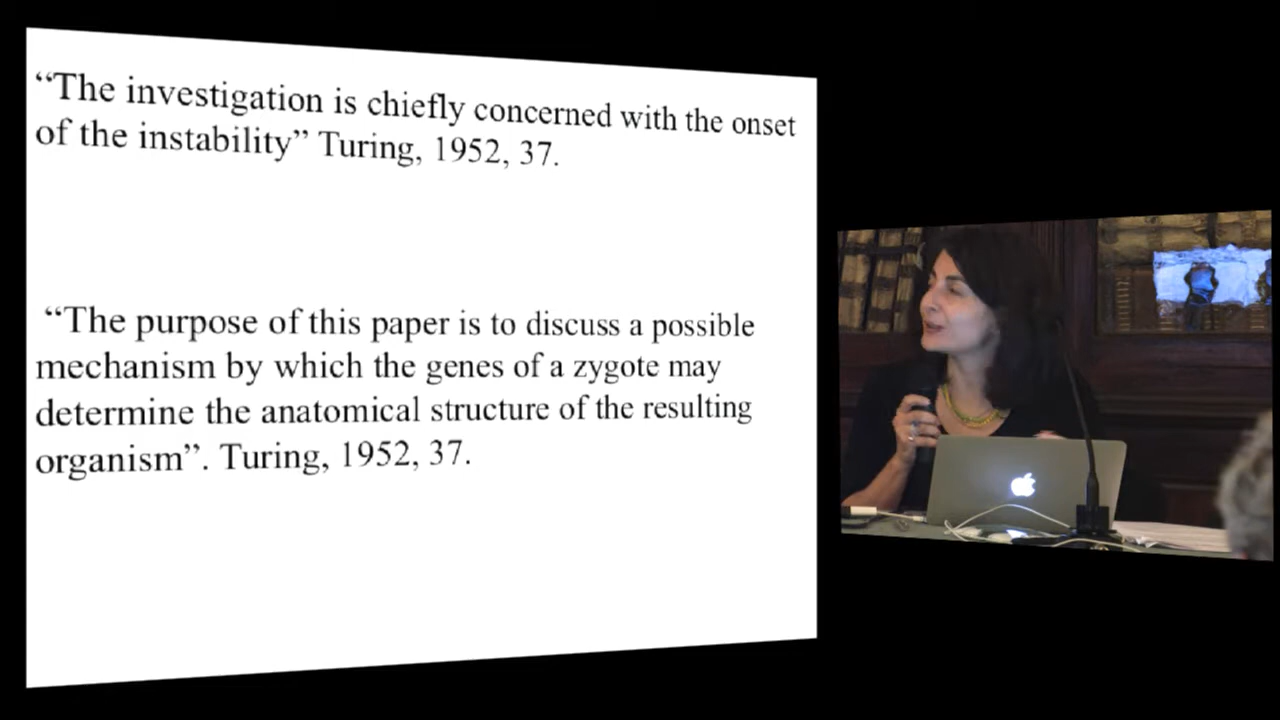 “The investigation is chiefly concerned with the onset
of the instability” Turing, 1952, 37.
“The purpose of this paper is to discuss a possible
mechanism by which the genes of a zygote may
determine the anatomical structure of the resulting
organism”. Turing, 1952, 37.